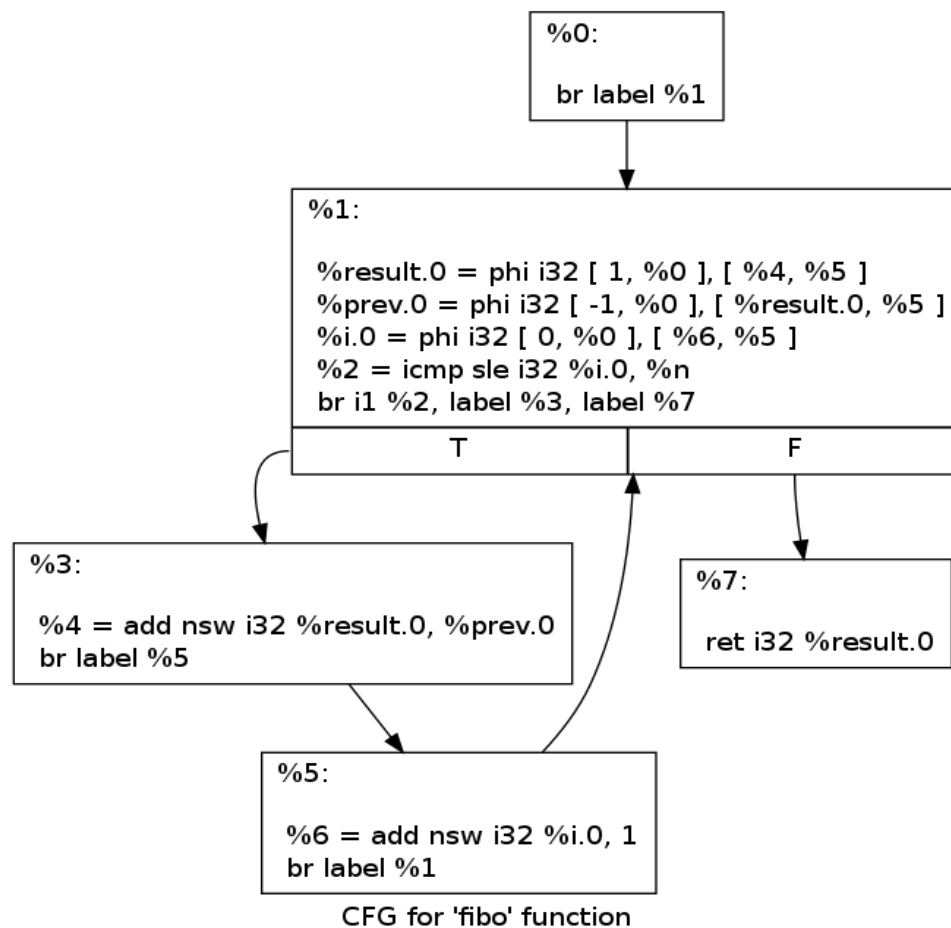 %0:
br label %1
%1:
%result.0 = phi i32 [ 1, %0 ], [ %4, %5 ]
%prev.0 = phi i32 [ -1, %0 ], [ %result.0, %5 ]
%i.0 = phi i32 [ 0, %0 ], [ %6, %5 ]
%2 = icmp sle i32 %i.0, %n
br i1 %2, label %3, label %7
T
F
%3:
%4 = add nsw i32 %result.0, %prev.0
br label %5
%7:
ret i32 %result.0
%5:
%6 = add nsw i32 %i.0, 1
br label %1
CFG for 'fibo' function